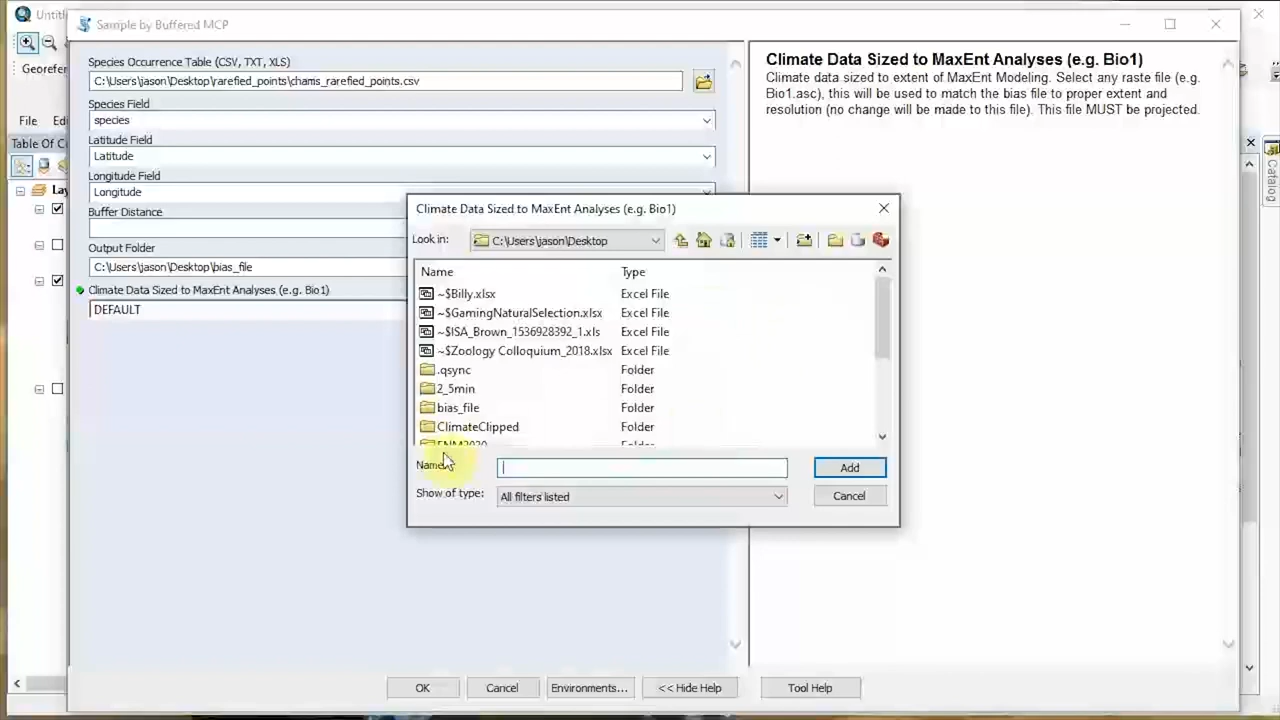 Untitl
Sample by Buffered MCP
Georefer
File
Edi
Table Of C
Lay
Species Occurrence Table (CSV, TXT, XLS)
C:\Users\jason\Desktop\rarefied_points\chams_rarefied_points.csv
Species Field
species
Latitude Field
Latitude
Longitude Field
Longitude
Buffer Distance
Output Folder
C:\Users\jason\Desktop\bias_file
Climate Data Sized to MaxEnt Analyses (e.g. Bio1)
DEFAULT
Climate Data Sized to MaxEnt Analyses (e.g. Bio1)
Look in:
C:\Users\jason\Desktop
Name Type
~$Billy.xlsx Excel File
~$GamingNaturalSelection.xlsx Excel File
~$ISA_Brown_1536928392_1.xls Excel File
~$Zoology Colloquium_2018.xlsx Excel File
.qsync Folder
2_5min Folder
bias_file Folder
ClimateClipped Folder
ENM2020 Folder
Name:
Add
Show of type:
All filters listed
Cancel
Climate Data Sized to MaxEnt Analyses (e.g. Bio1)
Climate data sized to extent of MaxEnt Modeling. Select any raste file (e.g.
Bio1.asc), this will be used to match the bias file to proper extent and
resolution (no change will be made to this file). This file MUST be projected.
Catalog
OK
Cancel
Environments...
<< Hide Help
Tool Help